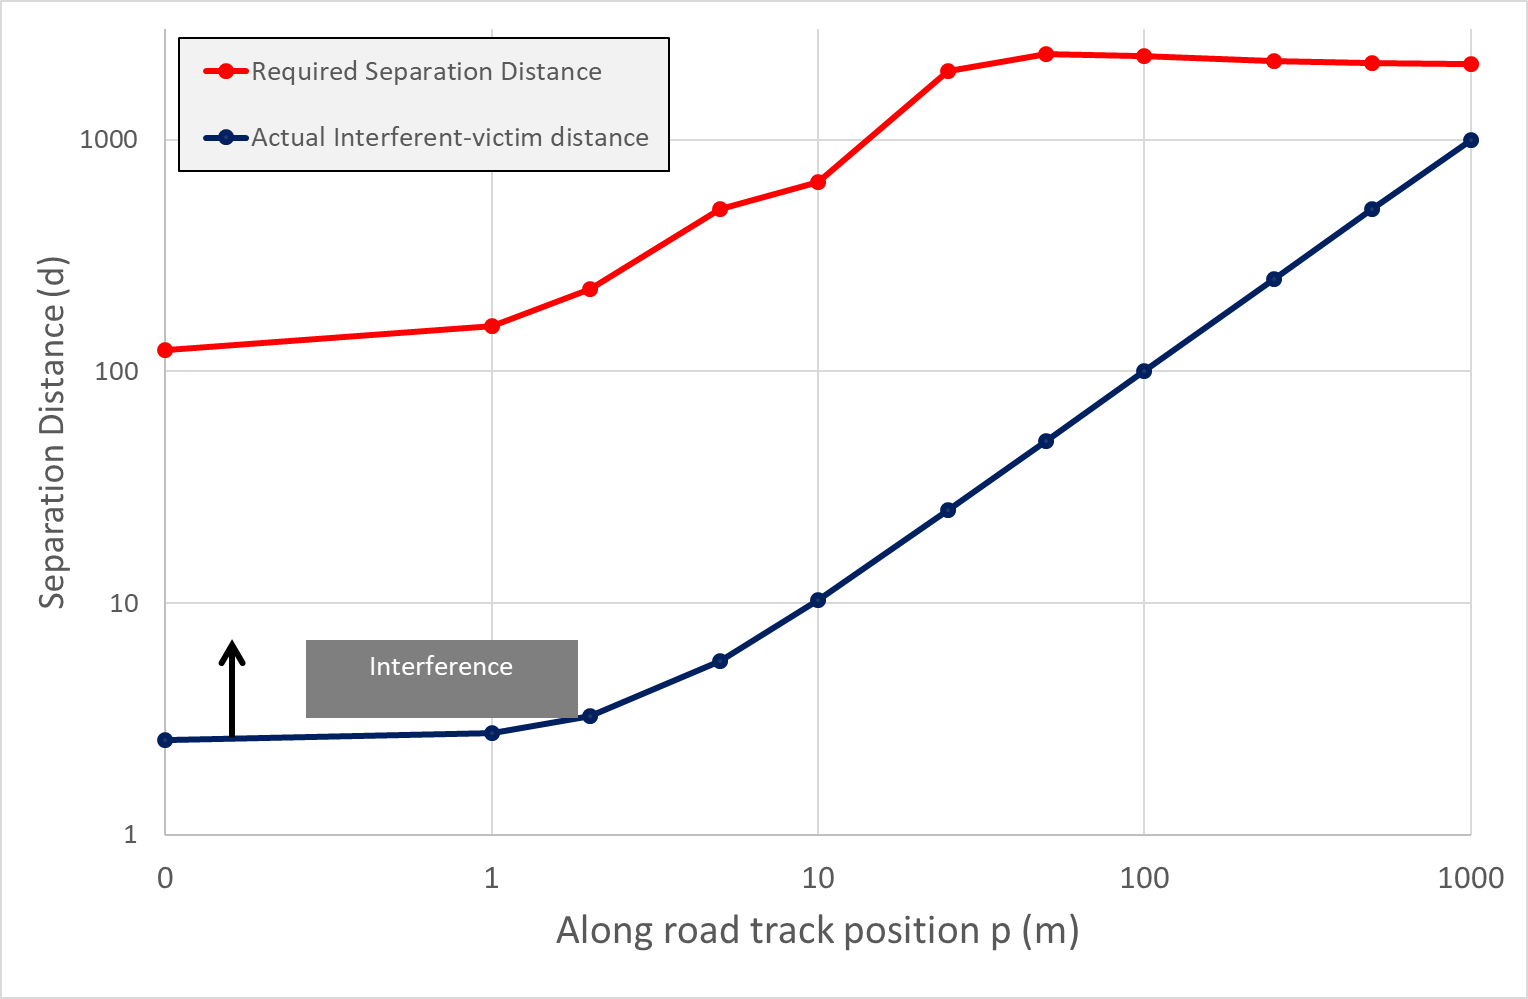 Required Separation Distance
Actual Interferent-victim distance
1000
100
10
1
Separation Distance (d)
Interference
0 1 10 100 1000
Along road track position p (m)